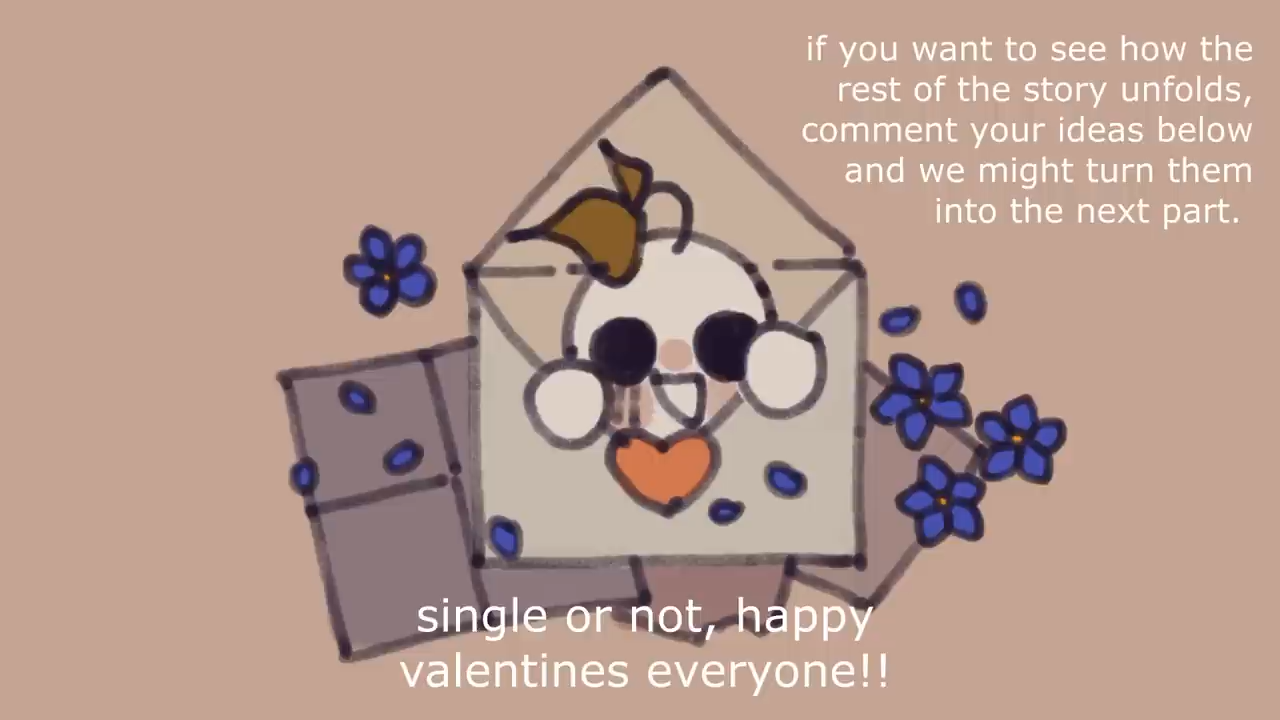 if you want to see how the
rest of the story unfolds,
comment your ideas below
and we might turn them
into the next part.
single or not, happy
valentines everyone!!